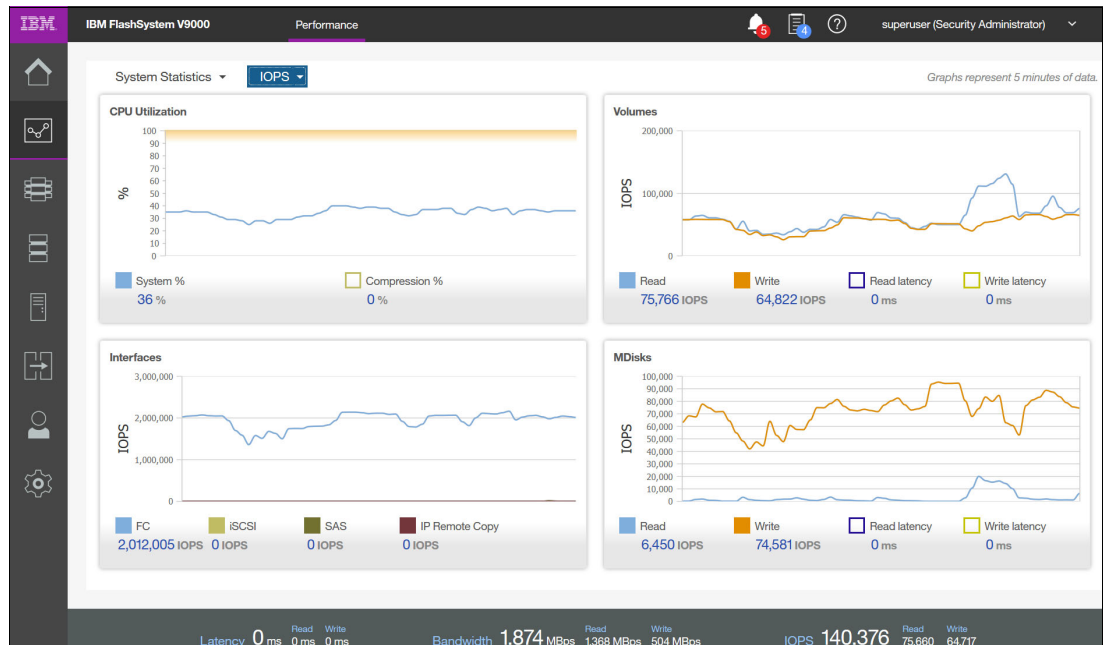 IBM IBM FlashSystem V9000 Performance 5 4 ? superuser (Security Administrator)
System Statistics IOPS Graphs represent 5 minutes of data.
CPU Utilization
100
90
80
70
60
50
40
30
20
10
0
%
System % Compression %
36 % 0 %
Volumes
200,000
100,000
0
IOPS
Read Write Read latency Write latency
75,766 IOPS 64,822 IOPS 0 ms 0 ms
Interfaces
3,000,000
2,000,000
1,000,000
0
IOPS
FC iSCSI SAS IP Remote Copy
2,012,005 IOPS 0 IOPS 0 IOPS 0 IOPS
MDisks
100,000
90,000
80,000
70,000
60,000
50,000
40,000
30,000
20,000
10,000
0
IOPS
Read Write Read latency Write latency
6,450 IOPS 74,581 IOPS 0 ms 0 ms
Read Write Read Write Read Write
Latency 0 ms 0 ms 0 ms Bandwidth 1,874 MBps 1,368 MBps 504 MBps IOPS 140,376 75,660 64,717